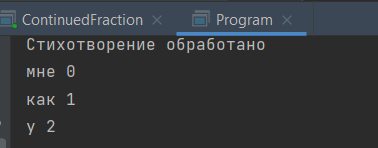 ContinuedFraction × Program ×
Стихотворение обработано
мне 0
как 1
у 2